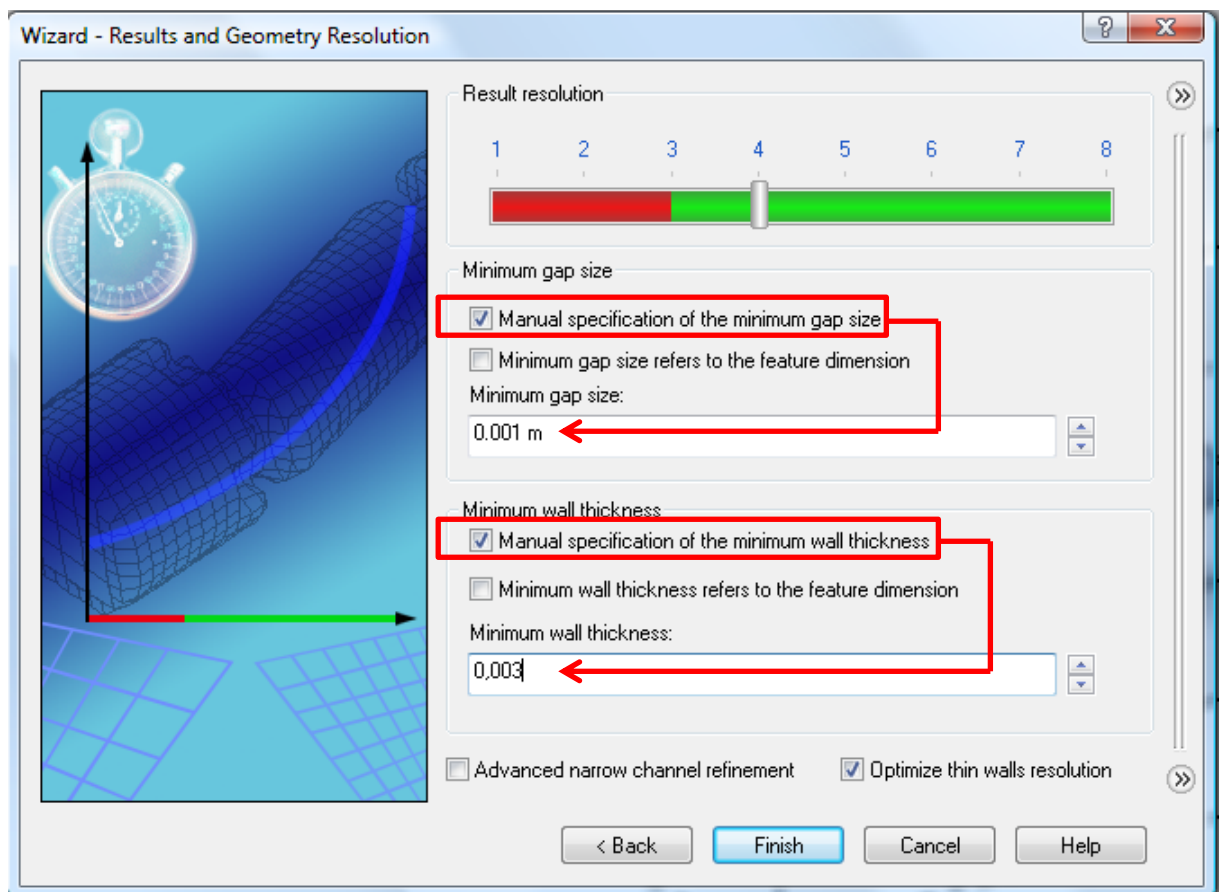 Wizard - Results and Geometry Resolution
?
X
Result resolution
1 2 3 4 5 6 7 8
Minimum gap size
Manual specification of the minimum gap size
Minimum gap size refers to the feature dimension
Minimum gap size:
0.001 m
Minimum wall thickness
Manual specification of the minimum wall thickness
Minimum wall thickness refers to the feature dimension
Minimum wall thickness:
0,003
Advanced narrow channel refinement Optimize thin walls resolution
< Back Finish Cancel Help